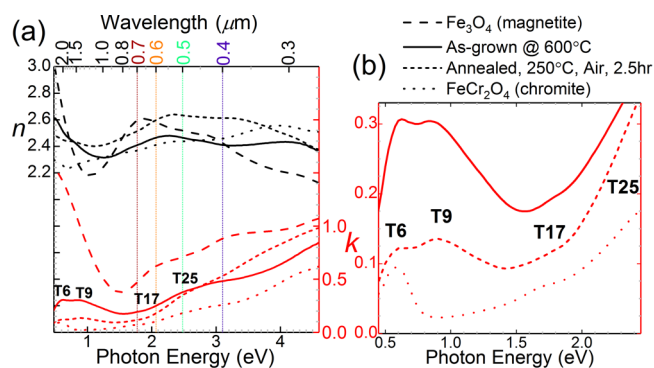 Wavelength (μm)
(a)
2.0 1.5 1.0 0.8 0.7 0.6 0.5 0.4 0.3
3.0
n
2.8
2.6
2.4
2.2
1.0
k
0.5
0.0
T6 T9 T17 T25
1 2 3 4
Photon Energy (eV)
Fe₃O₄ (magnetite)
As-grown @ 600°C
Annealed, 250°C, Air, 2.5hr
FeCr₂O₄ (chromite)
(b)
0.3
0.2
0.1
0.0
T6 T9 T17 T25
0.5 1.0 1.5 2.0
Photon Energy (eV)